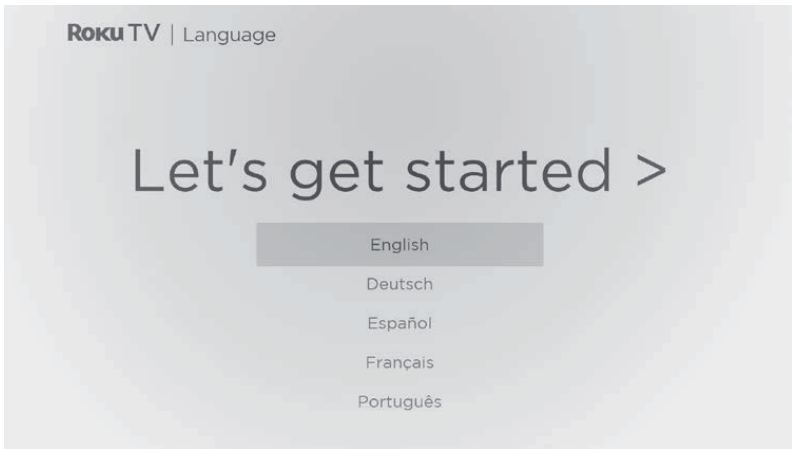 Roku TV | Language
Let's get started >
English
Deutsch
Español
Français
Português